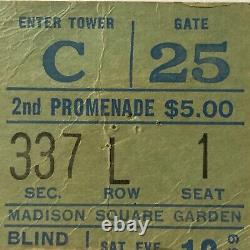 ENTER TOWER GATE
C 25
2nd PROMENADE $5.00
337 L 1
SEC. ROW SEAT
MADISON SQUARE GARDEN
BLIND SAT. EVE